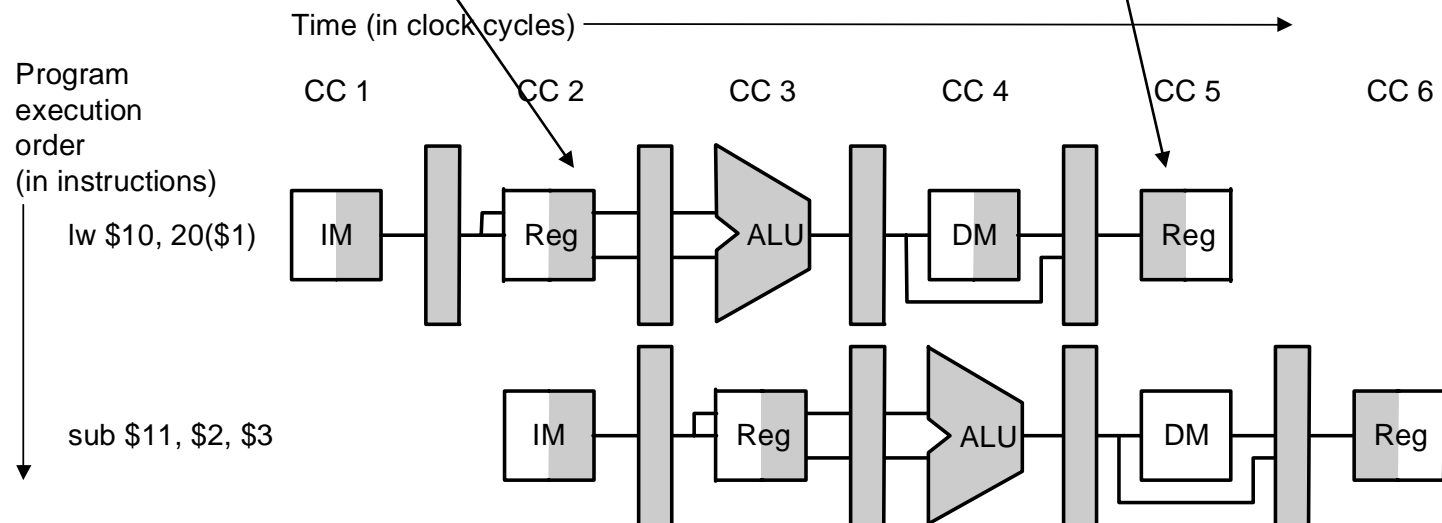 Time (in clock cycles)
Program
execution
order
(in instructions)
CC 1 CC 2 CC 3 CC 4 CC 5 CC 6
lw $10, 20($1) IM Reg ALU DM Reg
sub $11, $2, $3 IM Reg ALU DM Reg